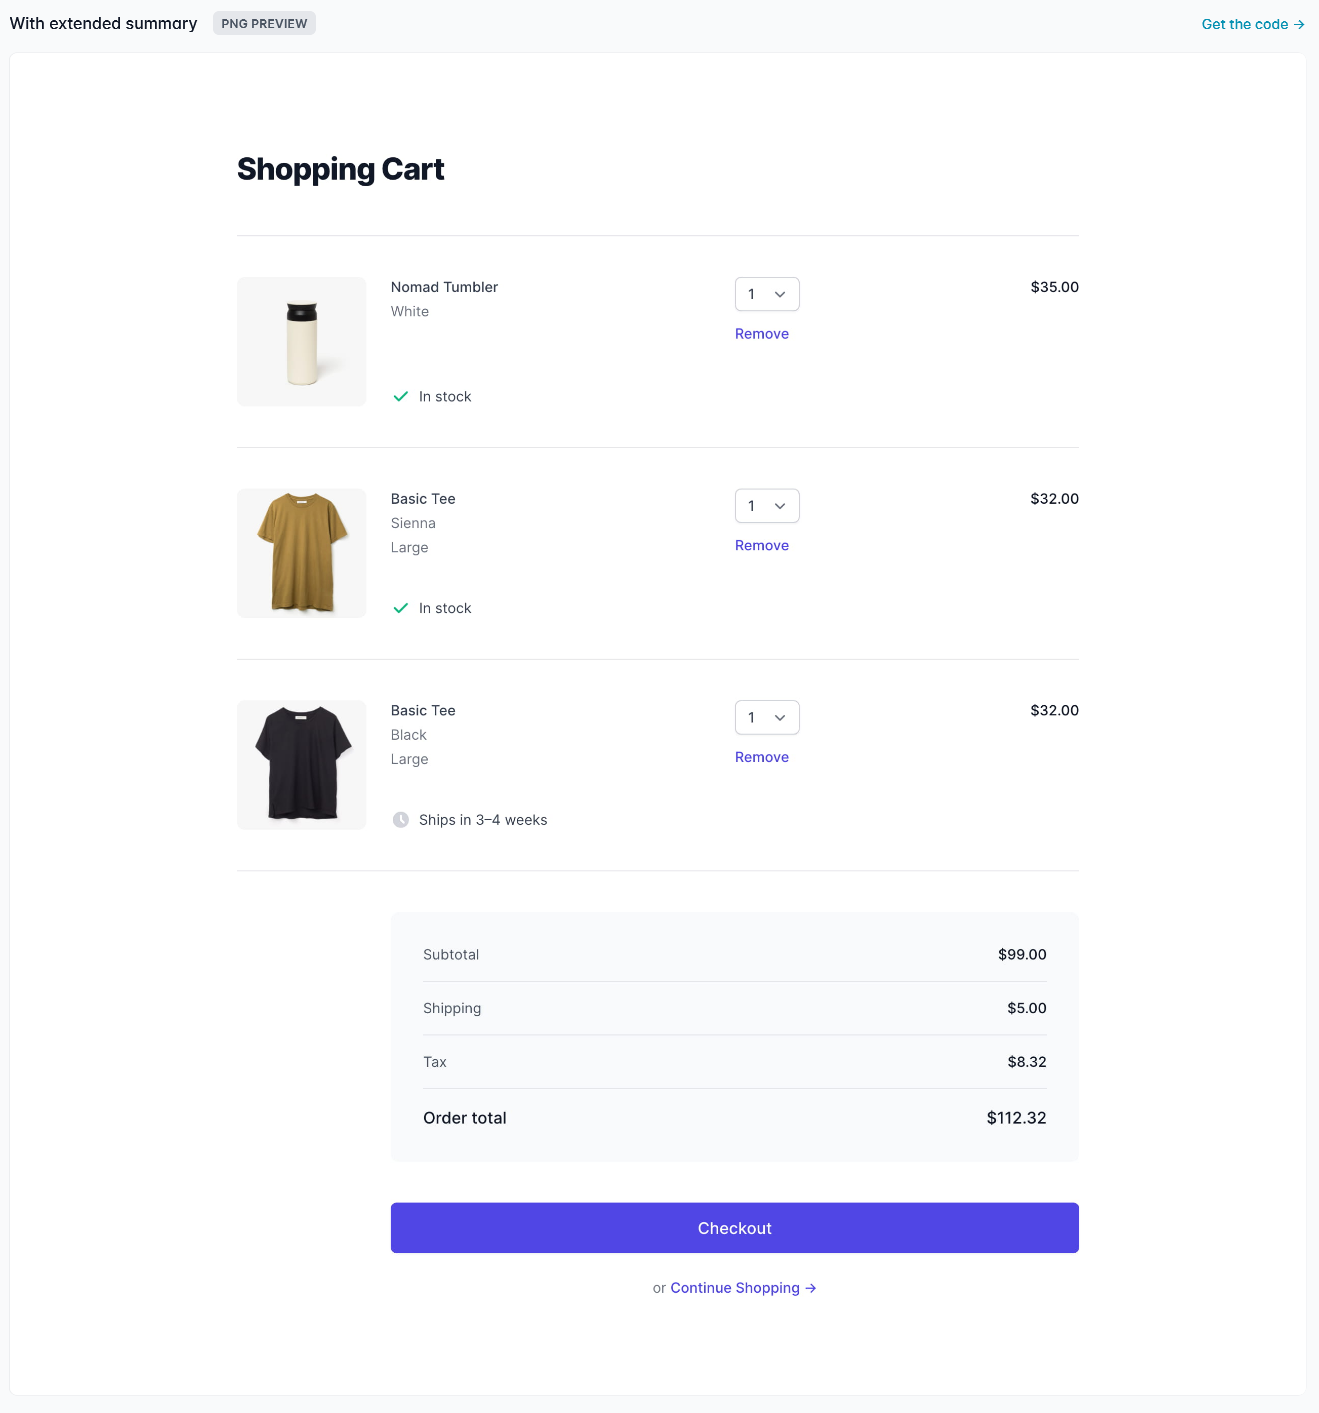 With extended summary PNG PREVIEW Get the code →
Shopping Cart
Nomad Tumbler 1 $35.00
White
Remove
In stock
Basic Tee 1 $32.00
Sienna
Large Remove
In stock
Basic Tee 1 $32.00
Black
Large Remove
Ships in 3–4 weeks
Subtotal $99.00
Shipping $5.00
Tax $8.32
Order total $112.32
Checkout
or Continue Shopping →